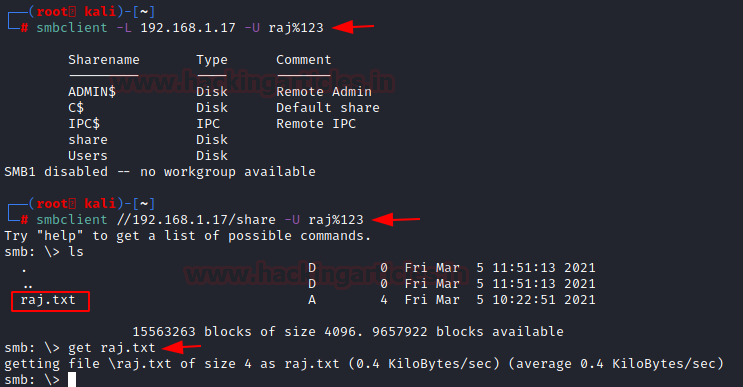 ┌──(root💀 kali)-[~]
└─# smbclient -L 192.168.1.17 -U raj%123
Sharename Type Comment
--------- ---- -------
ADMIN$ Disk Remote Admin
www.hackingarticles.in
C$ Disk Default share
IPC$ IPC Remote IPC
share Disk
Users Disk
SMB1 disabled -- no workgroup available
┌──(root💀 kali)-[~]
└─# smbclient //192.168.1.17/share -U raj%123
Try "help" to get a list of possible commands.
smb: \> ls
. D 0 Fri Mar 5 11:51:13 2021
www.hackingarticles.in
.. D 0 Fri Mar 5 11:51:13 2021
raj.txt A 4 Fri Mar 5 10:22:51 2021
15563263 blocks of size 4096. 9657922 blocks available
smb: \> get raj.txt
getting file \raj.txt of size 4 as raj.txt (0.4 KiloBytes/sec) (average 0.4 KiloBytes/sec)
smb: \>